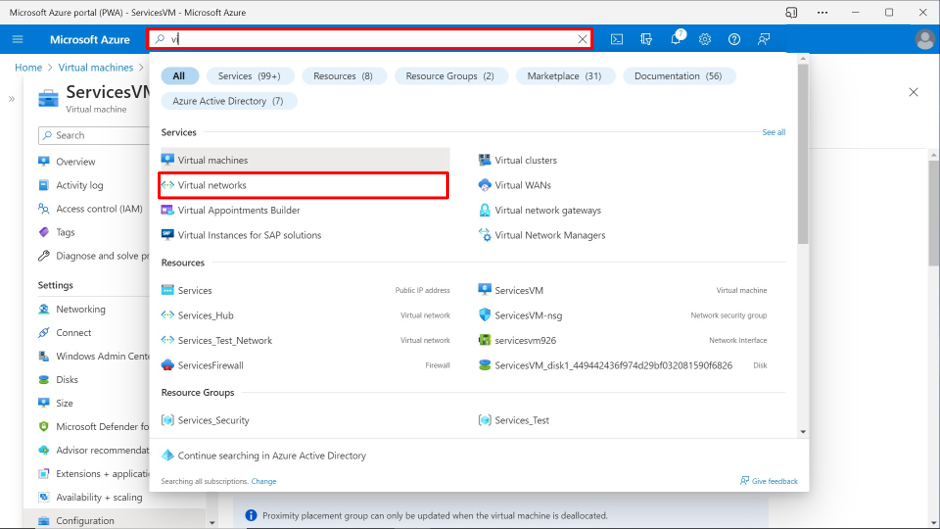 Microsoft Azure portal (PWA) - ServicesVM - Microsoft Azure
Microsoft Azure
vi
7
Home > Virtual machines >
ServicesVM
Virtual machine
Search
Overview
Activity log
Access control (IAM)
Tags
Diagnose and solve pr
Settings
Networking
Connect
Windows Admin Cente
Disks
Size
Microsoft Defender fo
Advisor recommendat
Extensions + applicatio
Availability + scaling
Configuration
All
Services (99+)
Resources (8)
Resource Groups (2)
Marketplace (31)
Documentation (56)
Azure Active Directory (7)
Services
See all
Virtual machines
Virtual clusters
Virtual networks
Virtual WANs
Virtual Appointments Builder
Virtual network gateways
Virtual Instances for SAP solutions
Virtual Network Managers
Resources
Services Public IP address
ServicesVM Virtual machine
Services_Hub Virtual network
ServicesVM-nsg Network security group
Services_Test_Network Virtual network
servicesvm926 Network Interface
ServicesFirewall Firewall
ServicesVM_disk1_449442436f974d29bf032081590f6826 Disk
Resource Groups
Services_Security
Services_Test
Continue searching in Azure Active Directory
Searching all subscriptions. Change
Give feedback
Proximity placement group can only be updated when the virtual machine is deallocated.